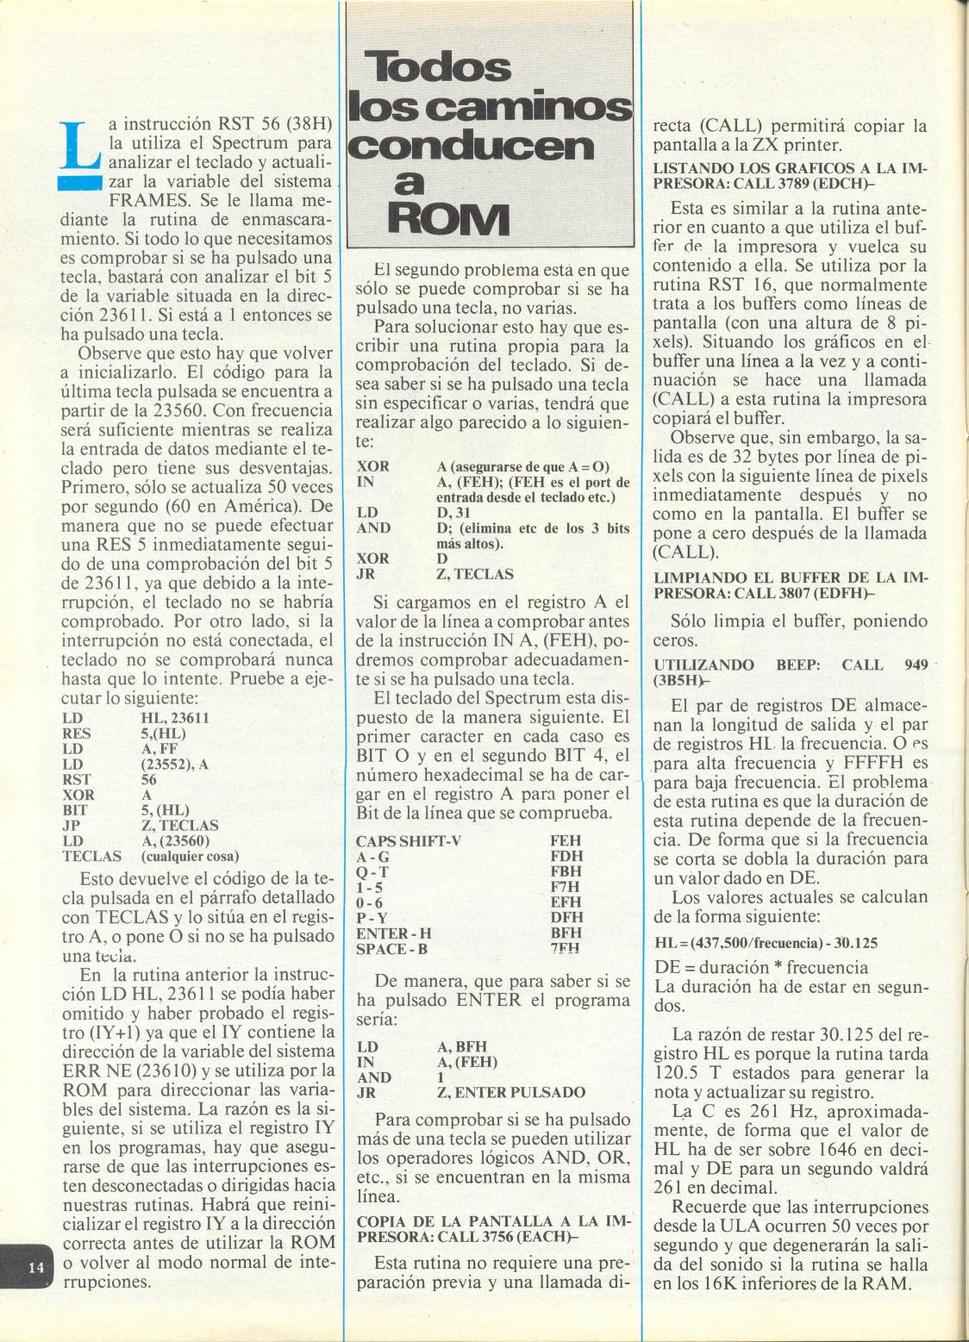 Todos
los caminos
conducen
a
ROM
La instrucción RST 56 (38H)
la utiliza el Spectrum para
analizar el teclado y actuali-
zar la variable del sistema
FRAMES. Se le llama me-
diante la rutina de enmascara-
miento. Si todo lo que necesitamos
es comprobar si se ha pulsado una
tecla, bastará con analizar el bit 5
de la variable situada en la direc-
ción 23611. Si está a 1 entonces se
ha pulsado una tecla.
Observe que esto hay que volver
a inicializarlo. El código para la
última tecla pulsada se encuentra a
partir de la 23560. Con frecuencia
será suficiente mientras se realiza
la entrada de datos mediante el te-
clado pero tiene sus desventajas.
Primero, sólo se actualiza 50 veces
por segundo (60 en América). De
manera que no se puede efectuar
una RES 5 inmediatamente segui-
do de una comprobación del bit 5
de 23611, ya que debido a la inte-
rrupción, el teclado no se habría
comprobado. Por otro lado, si la
interrupción no está conectada, el
teclado no se comprobará nunca
hasta que lo intente. Pruebe a eje-
cutar lo siguiente:
LD HL, 23611
RES 5,(HL)
LD A, FF
LD (23552), A
RST 56
XOR A
BIT 5, (HL)
JP Z, TECLAS
LD A, (23560)
TECLAS (cualquier cosa)
Esto devuelve el código de la te-
cla pulsada en el párrafo detallado
con TECLAS y lo sitúa en el regis-
tro A, o pone O si no se ha pulsado
una tecla.
En la rutina anterior la instruc-
ción LD HL, 23611 se podía haber
omitido y haber probado el regis-
tro (IY+1) ya que el IY contiene la
dirección de la variable del sistema
ERR NE (23610) y se utiliza por la
ROM para direccionar las varia-
bles del sistema. La razón es la si-
guiente, si se utiliza el registro IY
en los programas, hay que asegu-
rarse de que las interrupciones es-
ten desconectadas o dirigidas hacia
nuestras rutinas. Habrá que reini-
cializar el registro IY a la dirección
correcta antes de utilizar la ROM
o volver al modo normal de inte-
rrupciones.
El segundo problema está en que
sólo se puede comprobar si se ha
pulsado una tecla, no varias.
Para solucionar esto hay que es-
cribir una rutina propia para la
comprobación del teclado. Si de-
sea saber si se ha pulsado una tecla
sin especificar o varias, tendrá que
realizar algo parecido a lo siguien-
te:
XOR A (asegurarse de que A = O)
IN A, (FEH); (FEH es el port de
entrada desde el teclado etc.)
LD D, 31
AND D; (elimina etc de los 3 bits
más altos).
XOR D
JR Z, TECLAS
Si cargamos en el registro A el
valor de la línea a comprobar antes
de la instrucción IN A, (FEH), po-
dremos comprobar adecuadamen-
te si se ha pulsado una tecla.
El teclado del Spectrum esta dis-
puesto de la manera siguiente. El
primer caracter en cada caso es
BIT O y en el segundo BIT 4, el
número hexadecimal se ha de car-
gar en el registro A para poner el
Bit de la línea que se comprueba.
CAPS SHIFT-V FEH
A - G FDH
Q - T FBH
1 - 5 F7H
0 - 6 EFH
P - Y DFH
ENTER - H BFH
SPACE - B 7FH
De manera, que para saber si se
ha pulsado ENTER el programa
sería:
LD A, BFH
IN A, (FEH)
AND 1
JR Z, ENTER PULSADO
Para comprobar si se ha pulsado
más de una tecla se pueden utilizar
los operadores lógicos AND, OR,
etc., si se encuentran en la misma
línea.
COPIA DE LA PANTALLA A LA IM-
PRESORA: CALL 3756 (EACH)–
Esta rutina no requiere una pre-
paración previa y una llamada di-
recta (CALL) permitirá copiar la
pantalla a la ZX printer.
LISTANDO LOS GRAFICOS A LA IM-
PRESORA: CALL 3789 (EDCH)–
Esta es similar a la rutina ante-
rior en cuanto a que utiliza el buf-
fer de la impresora y vuelca su
contenido a ella. Se utiliza por la
rutina RST 16, que normalmente
trata a los buffers como líneas de
pantalla (con una altura de 8 pi-
xels). Situando los gráficos en el
buffer una línea a la vez y a conti-
nuación se hace una llamada
(CALL) a esta rutina la impresora
copiará el buffer.
Observe que, sin embargo, la sa-
lida es de 32 bytes por línea de pi-
xels con la siguiente línea de pixels
inmediatamente después y no
como en la pantalla. El buffer se
pone a cero después de la llamada
(CALL).
LIMPIANDO EL BUFFER DE LA IM-
PRESORA: CALL 3807 (EDFH)–
Sólo limpia el buffer, poniendo
ceros.
UTILIZANDO BEEP: CALL 949
(3B5H)–
El par de registros DE almace-
nan la longitud de salida y el par
de registros HL la frecuencia. O es
para alta frecuencia y FFFFH es
para baja frecuencia. El problema
de esta rutina es que la duración de
esta rutina depende de la frecuen-
cia. De forma que si la frecuencia
se corta se dobla la duración para
un valor dado en DE.
Los valores actuales se calculan
de la forma siguiente:
HL = (437,500/frecuencia) - 30.125
DE = duración * frecuencia
La duración ha de estar en segun-
dos.
La razón de restar 30.125 del re-
gistro HL es porque la rutina tarda
120.5 T estados para generar la
nota y actualizar su registro.
La C es 261 Hz, aproximada-
mente, de forma que el valor de
HL ha de ser sobre 1646 en deci-
mal y DE para un segundo valdrá
261 en decimal.
Recuerde que las interrupciones
desde la ULA ocurren 50 veces por
segundo y que degenerarán la sali-
da del sonido si la rutina se halla
en los 16K inferiores de la RAM.
14